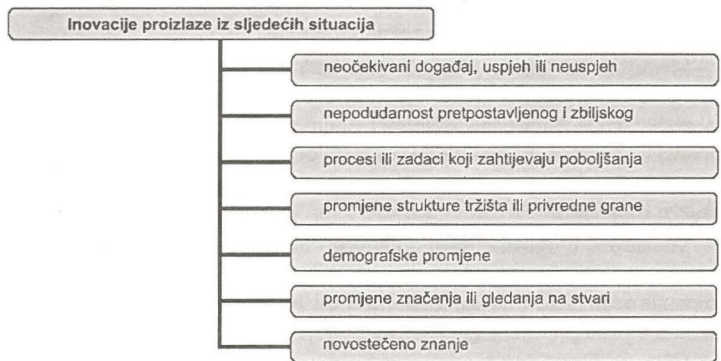 Inovacije proizlaze iz sljedećih situacija
neočekivani događaj, uspjeh ili neuspjeh
nepodudarnost pretpostavljenog i zbiljskog
procesi ili zadaci koji zahtijevaju poboljšanja
promjene strukture tržišta ili privredne grane
demografske promjene
promjene značenja ili gledanja na stvari
novostečeno znanje